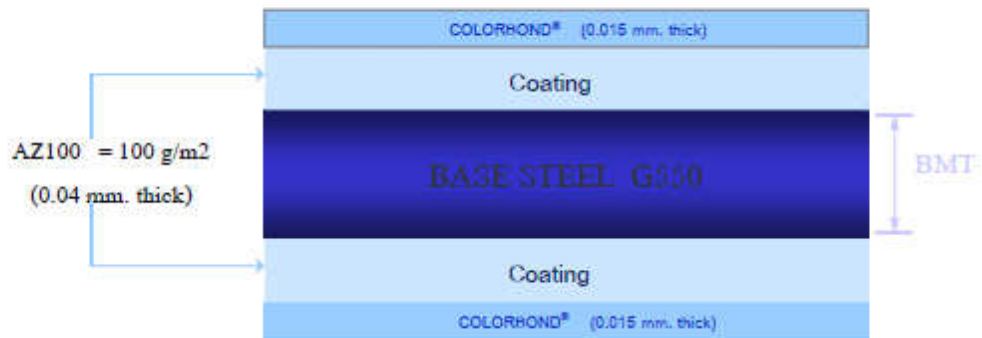 COLORBOND® (0.015 mm. thick)
Coating
AZ100 = 100 g/m2
(0.04 mm. thick)
BASE STEEL G550
BMT
Coating
COLORBOND® (0.015 mm. thick)